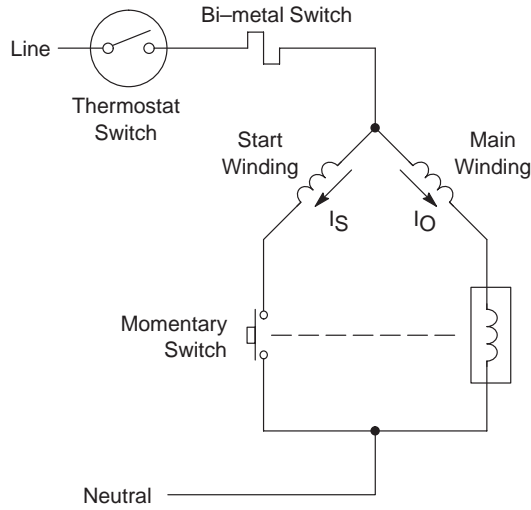 Bi–metal Switch
Line
Thermostat
Switch
Start
Winding
Main
Winding
IS
IO
Momentary
Switch
Neutral